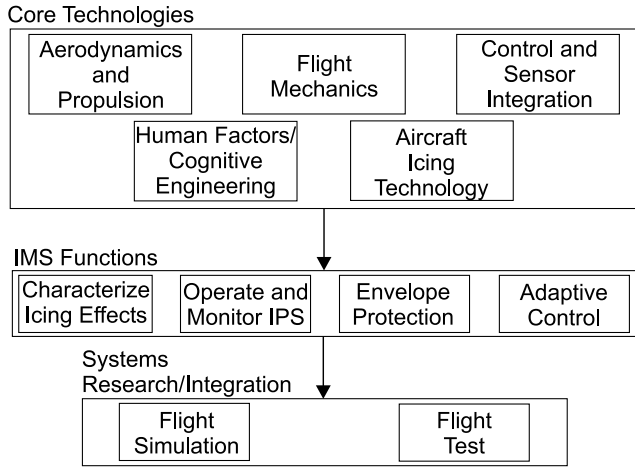 Core Technologies
Aerodynamics
and
Propulsion
Flight
Mechanics
Control and
Sensor
Integration
Human Factors/
Cognitive
Engineering
Aircraft
Icing
Technology
IMS Functions
Characterize
Icing Effects
Operate and
Monitor IPS
Envelope
Protection
Adaptive
Control
Systems
Research/Integration
Flight
Simulation
Flight
Test